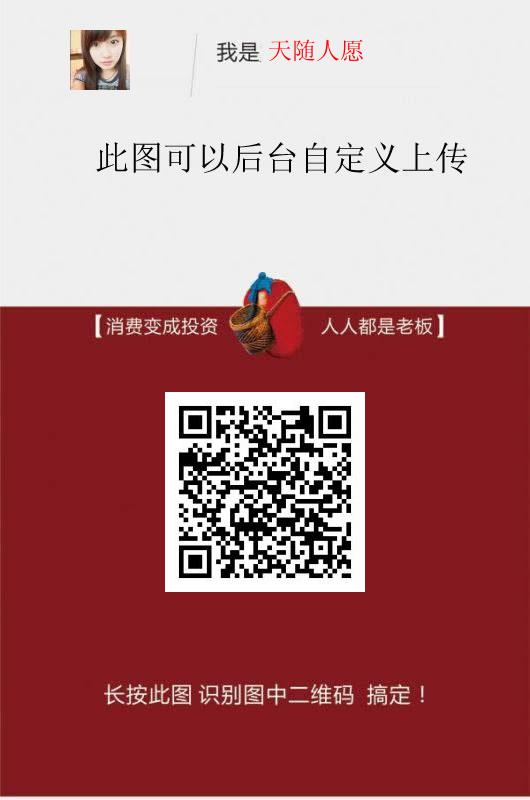 我是 天随人愿
此图可以后台自定义上传
【消费变成投资 人人都是老板】
长按此图 识别图中二维码 搞定！